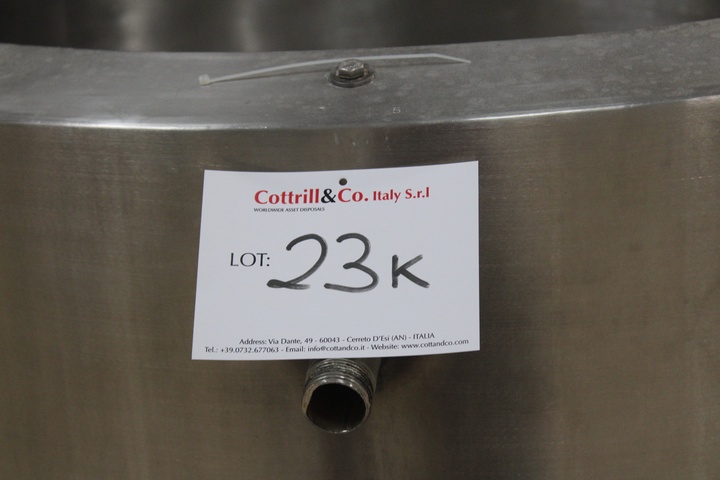 Cottrill&Co. Italy S.r.l
WORLDWIDE ASSET DISPOSALS
LOT: 23K
Address: Via Dante, 49 - 60043 - Cerreto D'Esi (AN) - ITALIA
Tel.: +39.0732.677063 - Email: info@cottandco.it - Website: www.cottandco.com